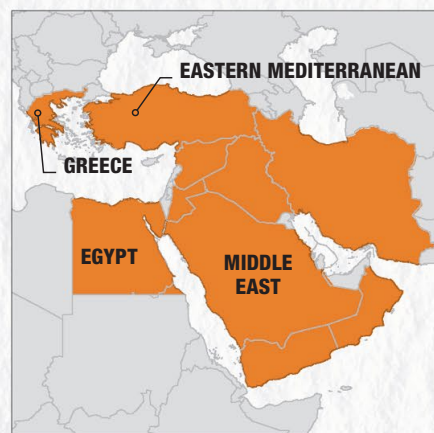 EASTERN MEDITERRANEAN
GREECE
EGYPT
MIDDLE
EAST